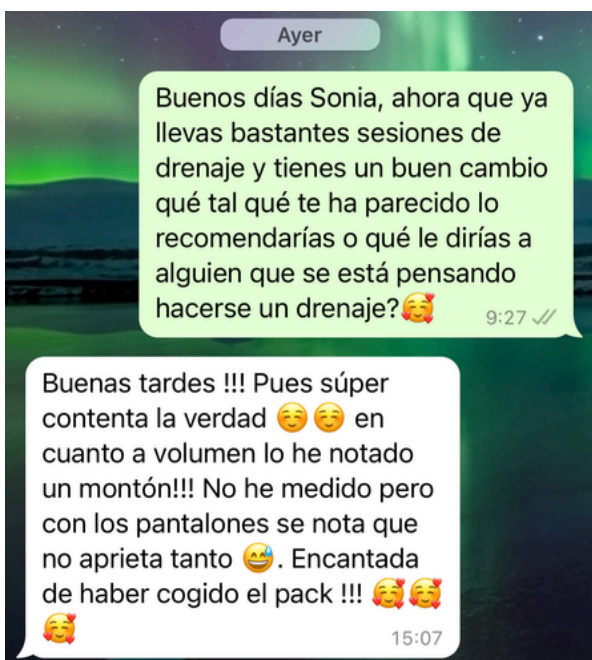 Ayer
Buenos días Sonia, ahora que ya
llevas bastantes sesiones de
drenaje y tienes un buen cambio
qué tal qué te ha parecido lo
recomendarías o qué le dirías a
alguien que se está pensando
hacerse un drenaje?🥰
9:27
Buenas tardes !!! Pues súper
contenta la verdad ☺️☺️ en
cuanto a volumen lo he notado
un montón!!! No he medido pero
con los pantalones se nota que
no aprieta tanto 😅. Encantada
de haber cogido el pack !!! 🥰🥰
🥰
15:07